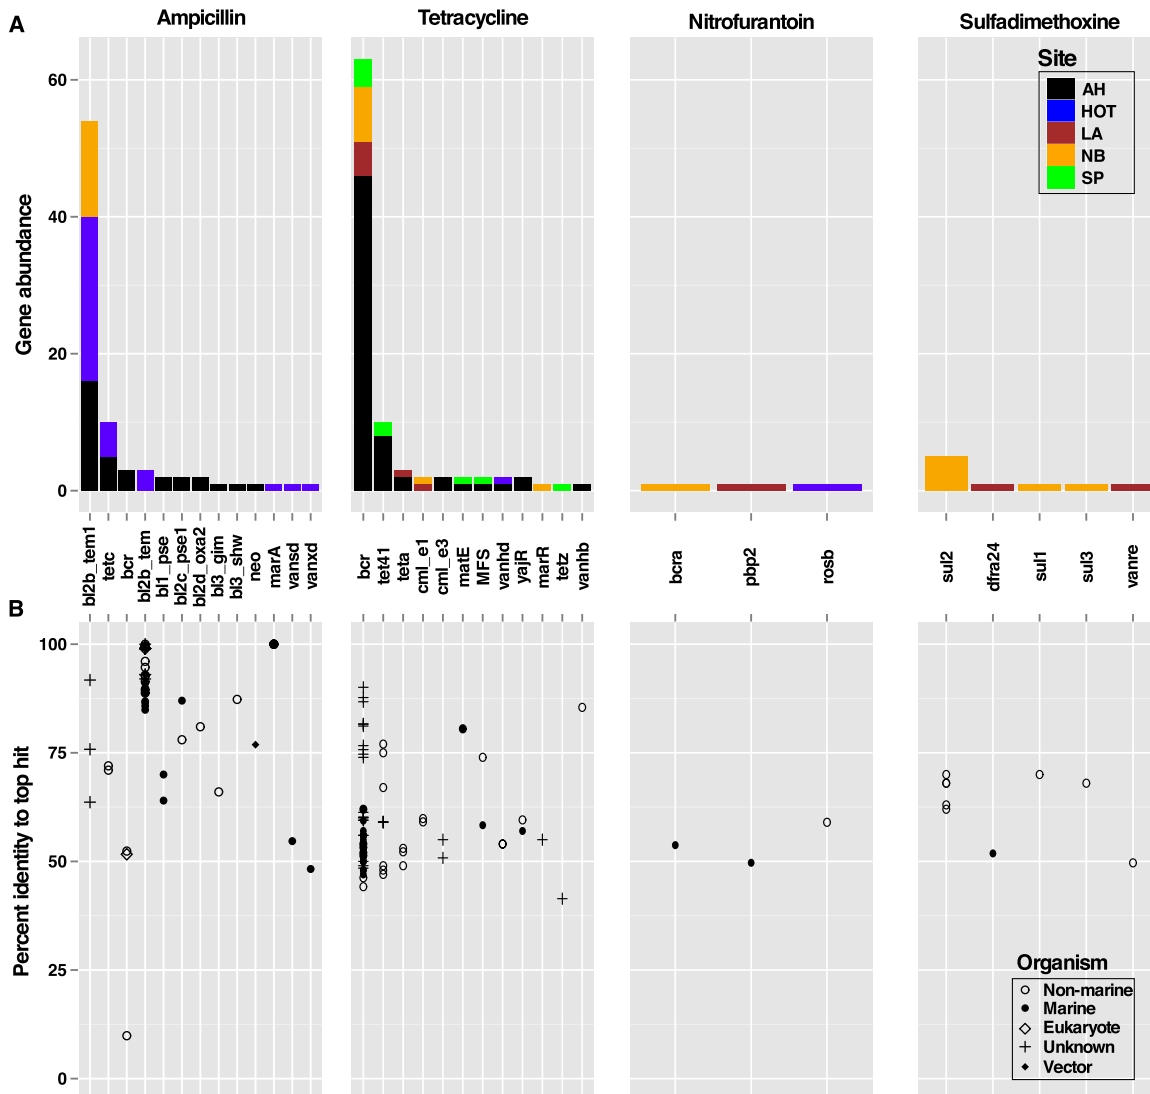 A
Ampicillin
Tetracycline
Nitrofurantoin
Sulfadimethoxine
Site
AH
HOT
LA
NB
SP
Gene abundance
60
40
20
0
bl2b_tem1
tetc
bcr
bl2b_tem
bl1_pse
bl2c_pse1
bl2d_oxa2
bl3_gim
bl3_shw
neo
marA
vansd
vanxd
bcr
tet41
teta
cml_e1
cml_e3
matE
MFS
vanhd
yajR
marR
tetz
vanhb
bcra
pbp2
rosb
sul2
dfra24
sul1
sul3
vanre
B
Percent identity to top hit
100
75
50
25
0
Organism
Non-marine
Marine
Eukaryote
Unknown
Vector